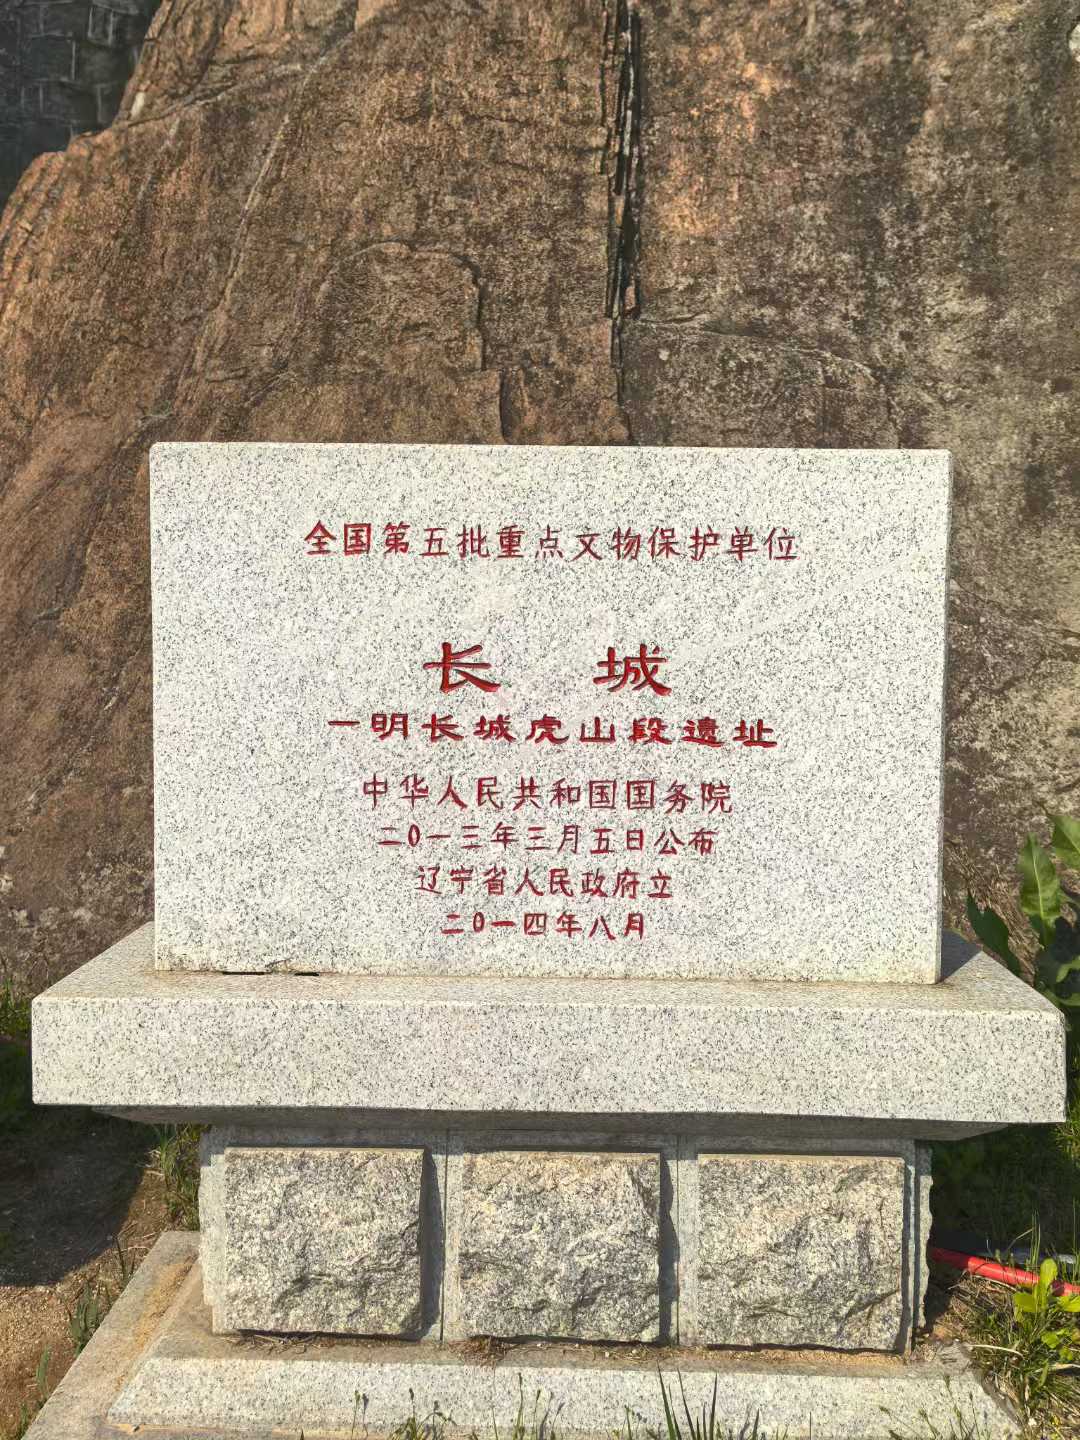 全国第五批重点文物保护单位
长 城
一明长城虎山段遗址
中华人民共和国国务院
二0一三年三月五日公布
辽宁省人民政府立
二0一四年八月